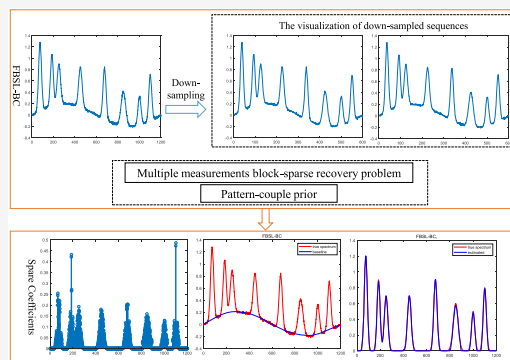 The visualization of down-sampled sequences
FBSL-BC
Down-
sampling
Multiple measurements block-sparse recovery problem
Pattern-couple prior
Spare Coefficients
FBSL-BC
true spectrum
baseline
FBSL-BC
true spectrum
estimated